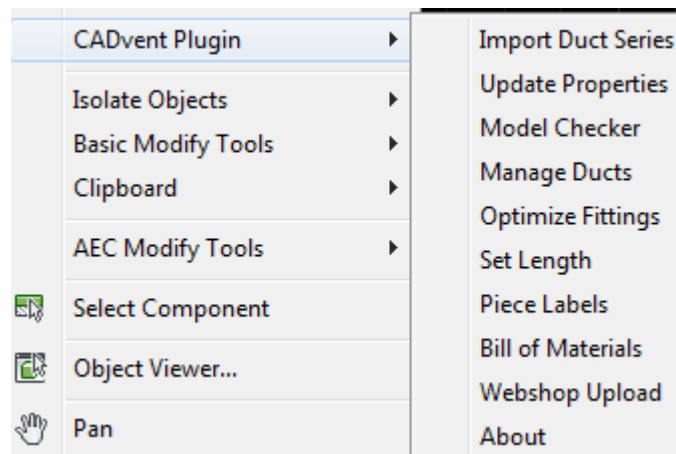 CADvent Plugin
Isolate Objects
Basic Modify Tools
Clipboard
AEC Modify Tools
Select Component
Object Viewer...
Pan
Import Duct Series
Update Properties
Model Checker
Manage Ducts
Optimize Fittings
Set Length
Piece Labels
Bill of Materials
Webshop Upload
About